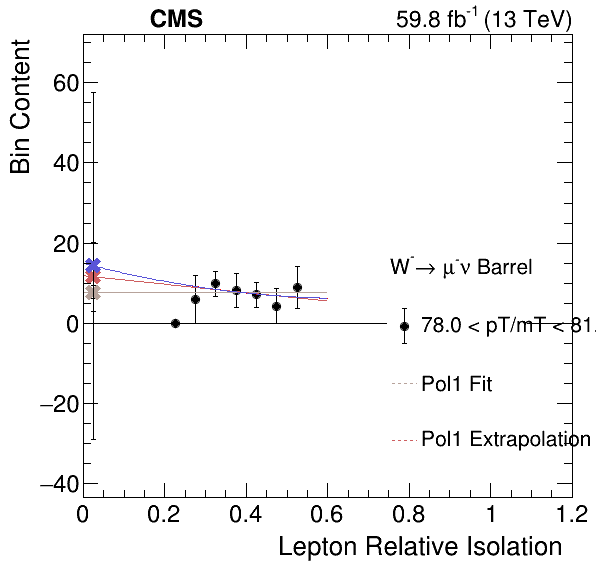 CMS
59.8 fb⁻¹ (13 TeV)
Bin Content
60
40
20
0
−20
−40
W⁻→ μ⁻ν Barrel
78.0 < pT/mT < 81.
Pol1 Fit
Pol1 Extrapolation
0 0.2 0.4 0.6 0.8 1 1.2
Lepton Relative Isolation